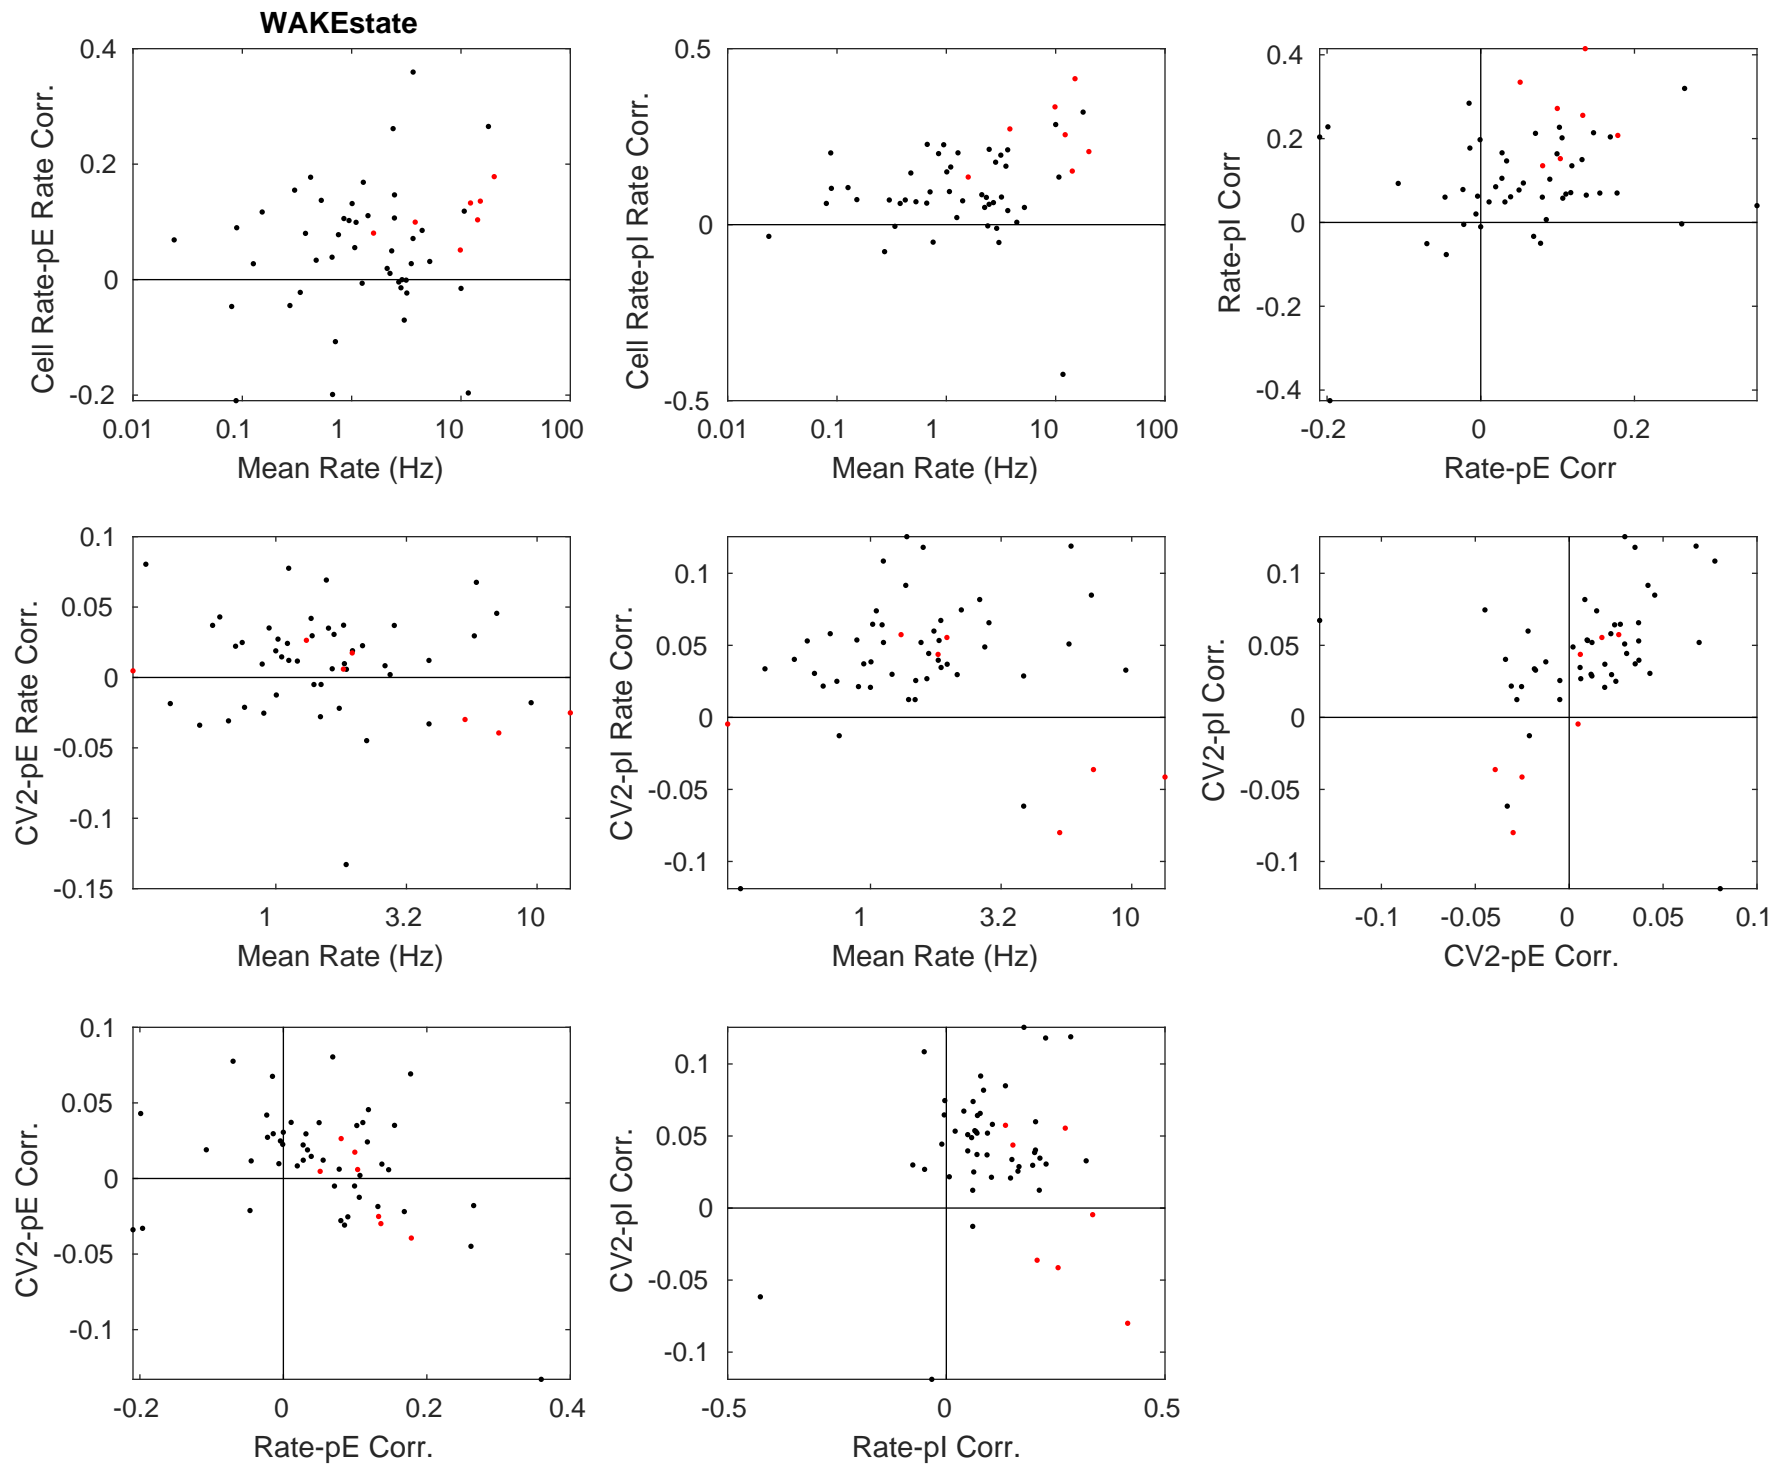 WAKEstate
Cell Rate-pE Rate Corr.
0.4
0.2
0
-0.2
0.01 0.1 1 10 100
Mean Rate (Hz)
Cell Rate-pI Rate Corr.
0.5
0
-0.5
0.01 0.1 1 10 100
Mean Rate (Hz)
Rate-pI Corr
0.4
0.2
0
-0.2
-0.4
-0.2 0 0.2
Rate-pE Corr
CV2-pE Rate Corr.
0.1
0.05
0
-0.05
-0.1
-0.15
1 3.2 10
Mean Rate (Hz)
CV2-pI Rate Corr.
0.1
0.05
0
-0.05
-0.1
1 3.2 10
Mean Rate (Hz)
CV2-pI Corr.
0.1
0.05
0
-0.05
-0.1
-0.1 -0.05 0 0.05 0.1
CV2-pE Corr.
CV2-pE Corr.
0.1
0.05
0
-0.05
-0.1
-0.2 0 0.2 0.4
Rate-pE Corr.
CV2-pI Corr.
0.1
0.05
0
-0.05
-0.1
-0.5 0 0.5
Rate-pI Corr.